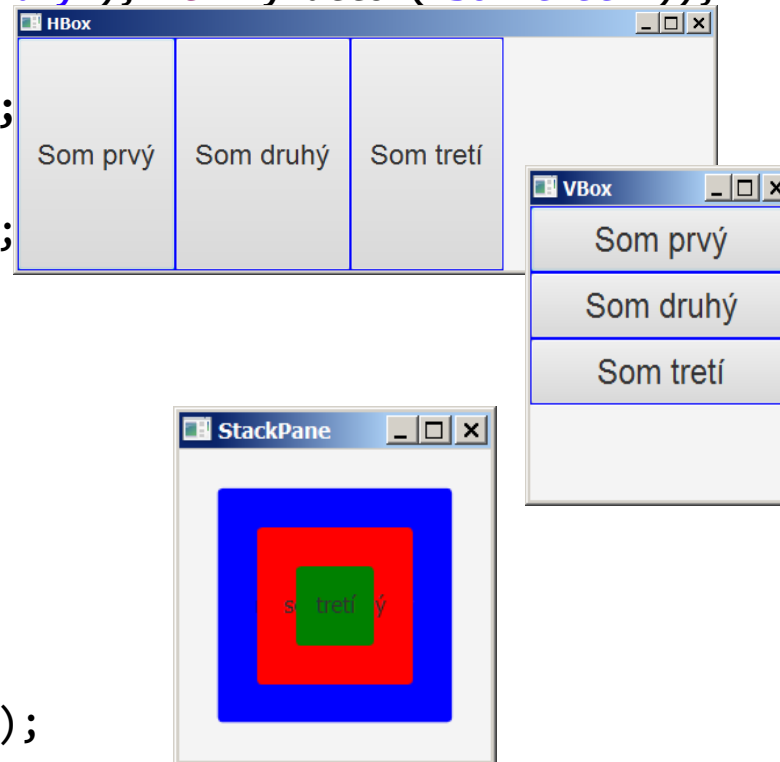 HBox
;
Som prvý Som druhý Som tretí
VBox
;
Som prvý
Som druhý
Som tretí
StackPane
tretí
);